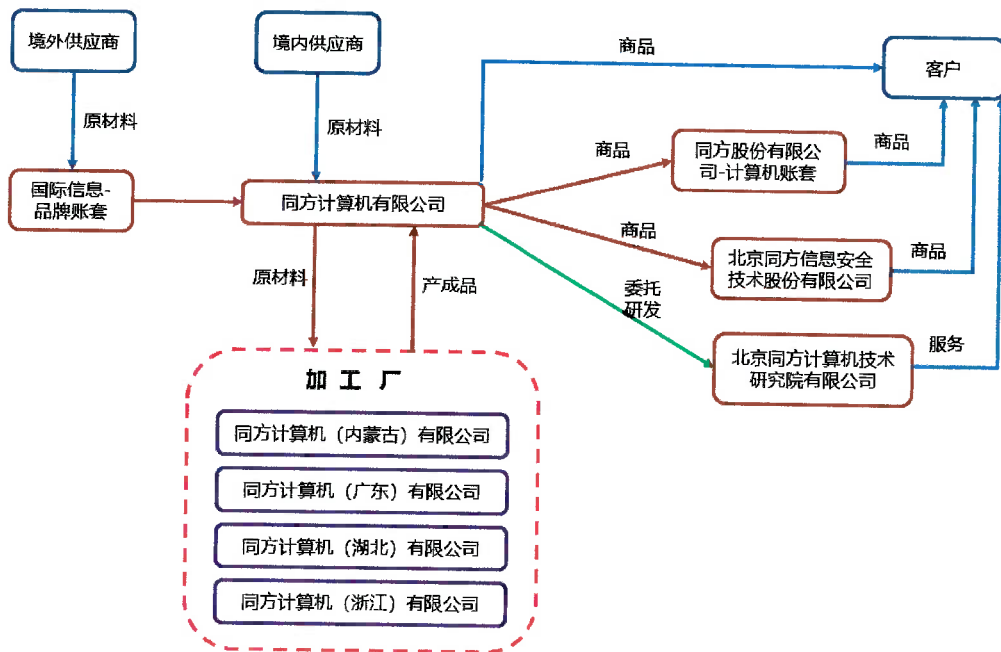 境外供应商
境内供应商
商品
客户
原材料
原材料
商品
同方股份有限公
司-计算机账套
商品
国际信息-
品牌账套
同方计算机有限公司
商品
北京同方信息安全
技术股份有限公司
商品
原材料
产成品
委托
研发
北京同方计算机技术
研究院有限公司
服务
加工厂
同方计算机（内蒙古）有限公司
同方计算机（广东）有限公司
同方计算机（湖北）有限公司
同方计算机（浙江）有限公司